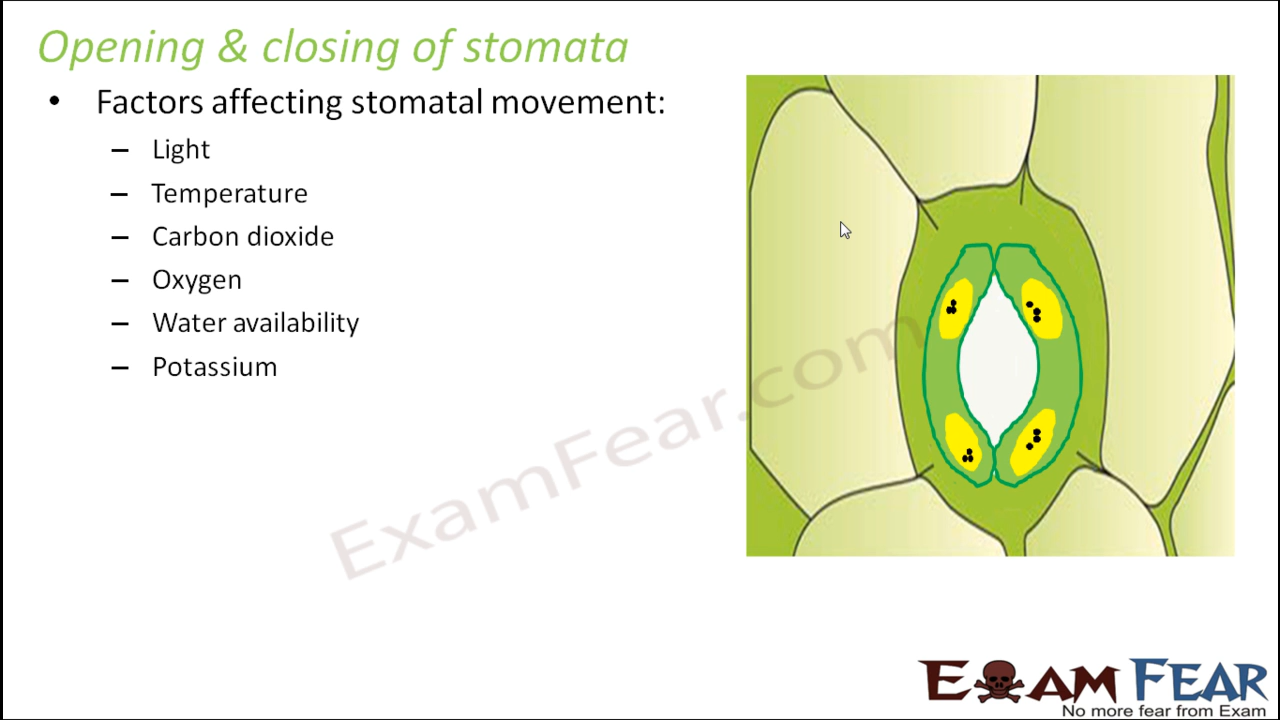 Opening & closing of stomata
• Factors affecting stomatal movement:
– Light
– Temperature
– Carbon dioxide
– Oxygen
– Water availability
– Potassium
ExamFear.com
EXAM FEAR
No more fear from Exam